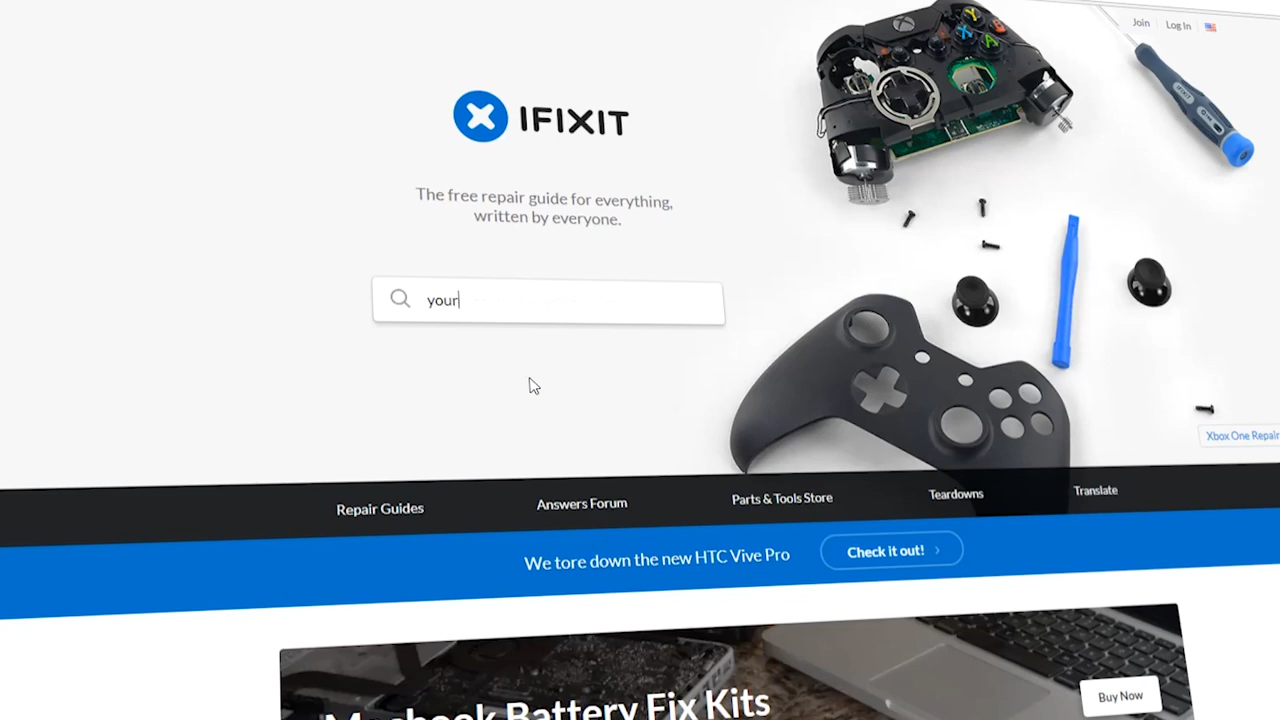 Join
Log In
IFIXIT
The free repair guide for everything,
written by everyone.
your
Xbox One Repair
Repair Guides
Answers Forum
Parts & Tools Store
Teardowns
Translate
We tore down the new HTC Vive Pro
Check it out! >
Macbook Battery Fix Kits
Buy Now